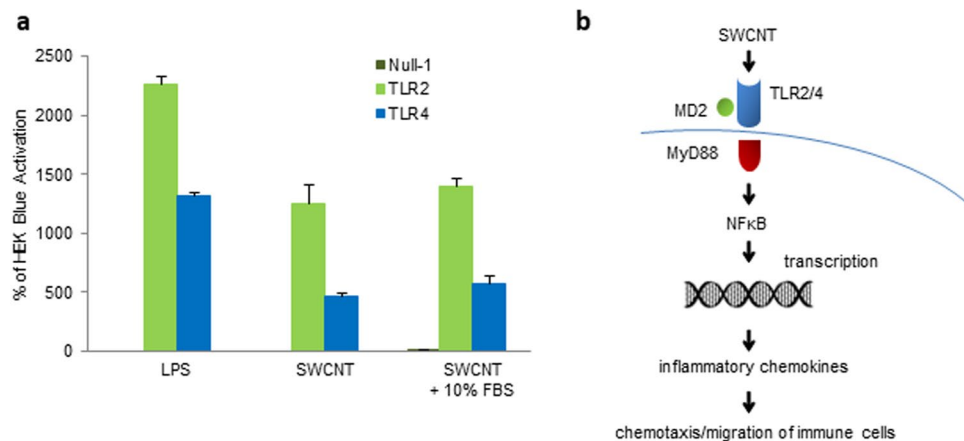 a
% of HEK Blue Activation
2500
2000
1500
1000
500
0
Null-1
TLR2
TLR4
LPS
SWCNT
SWCNT
+ 10% FBS
b
SWCNT
TLR2/4
MD2
MyD88
NFκB
transcription
inflammatory chemokines
chemotaxis/migration of immune cells